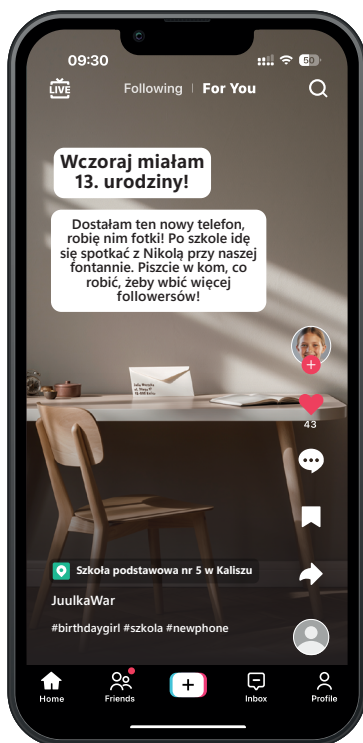 09:30
50
LIVE
Following | For You
Wczoraj miałam
13. urodziny!
Dostałam ten nowy telefon,
robię nim fotki! Po szkole idę
się spotkać z Nikolą przy naszej
fontannie. Piszcie w kom, co
robić, żeby wbić więcej
followersów!
43
Szkoła podstawowa nr 5 w Kaliszu
JuulkaWar
#birthdaygirl #szkola #newphone
Home
Friends
Inbox
Profile